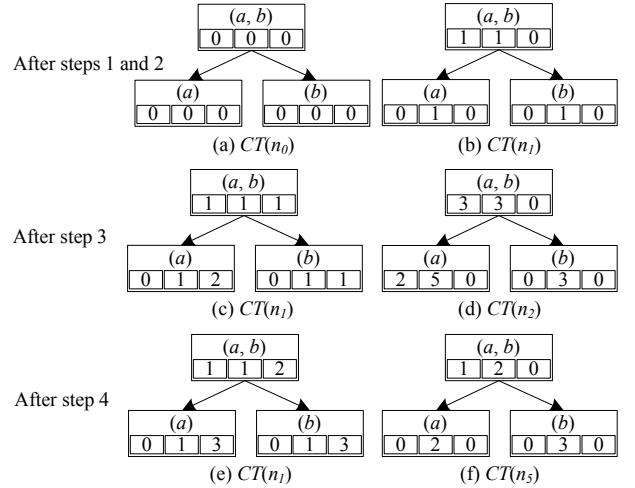 (a, b) (a, b)
0 0 0 1 1 0
After steps 1 and 2
(a) (b) (a) (b)
0 0 0 0 0 0 0 1 0 0 1 0
(a) CT(n0) (b) CT(n1)
(a, b) (a, b)
1 1 1 3 3 0
After step 3
(a) (b) (a) (b)
0 1 2 0 1 1 2 5 0 0 3 0
(c) CT(n1) (d) CT(n2)
(a, b) (a, b)
1 1 2 1 2 0
After step 4
(a) (b) (a) (b)
0 1 3 0 1 3 0 2 0 0 3 0
(e) CT(n1) (f) CT(n5)